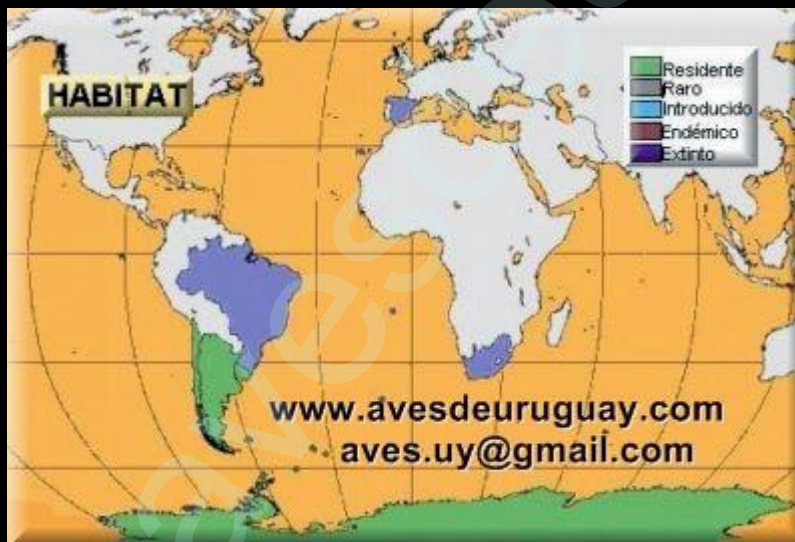 HABITAT
Residente
Raro
Introducido
Endémico
Extinto
www.avesdeuruguay.com
aves.uy@gmail.com